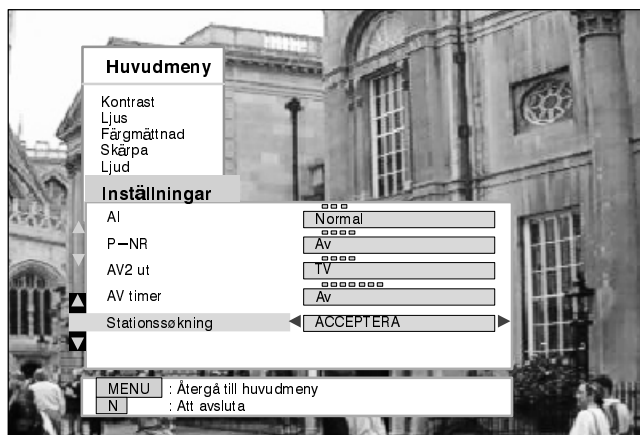 Huvudmeny
Kontrast
Ljus
Färgmättnad
Skärpa
Ljud
Inställningar
AI Normal
P-NR Av
AV2 ut TV
AV timer Av
Stationssøkning ACCEPTERA
MENU : Återgå till huvudmeny
N : Att avsluta